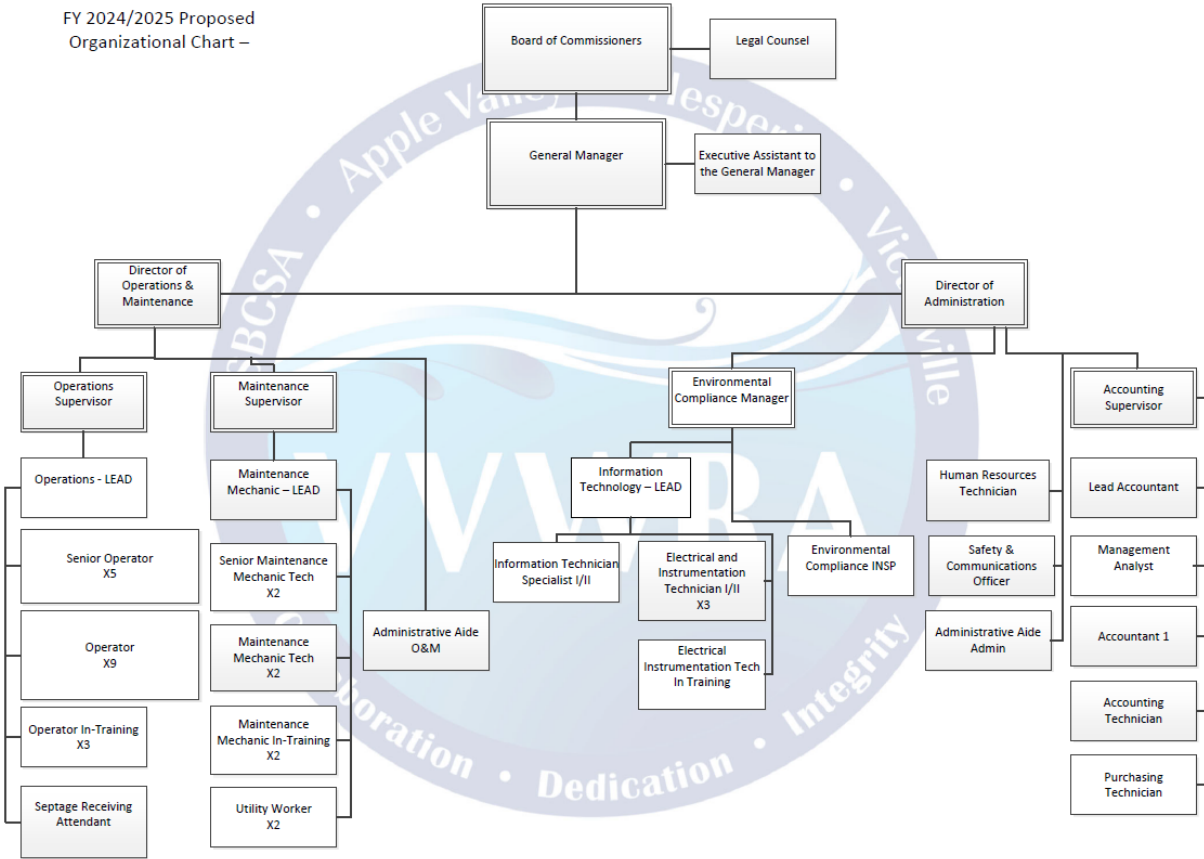 FY 2024/2025 Proposed
Organizational Chart –
Board of Commissioners
Legal Counsel
General Manager
Executive Assistant to
the General Manager
Director of
Operations &
Maintenance
Director of
Administration
Operations
Supervisor
Maintenance
Supervisor
Environmental
Compliance Manager
Accounting
Supervisor
Operations - LEAD
Maintenance
Mechanic – LEAD
Information
Technology – LEAD
Human Resources
Technician
Lead Accountant
Senior Operator
X5
Senior Maintenance
Mechanic Tech
X2
Information Technician
Specialist I/II
Electrical and
Instrumentation
Technician I/II
X3
Environmental
Compliance INSP
Safety &
Communications
Officer
Management
Analyst
Operator
X9
Maintenance
Mechanic Tech
X2
Administrative Aide
O&M
Electrical
Instrumentation Tech
In Training
Administrative Aide
Admin
Accountant 1
Operator In-Training
X3
Maintenance
Mechanic In-Training
X2
Accounting
Technician
Septage Receiving
Attendant
Utility Worker
X2
Purchasing
Technician
SBCSA • Apple Valley
VVWRA
Dedication • Integrity